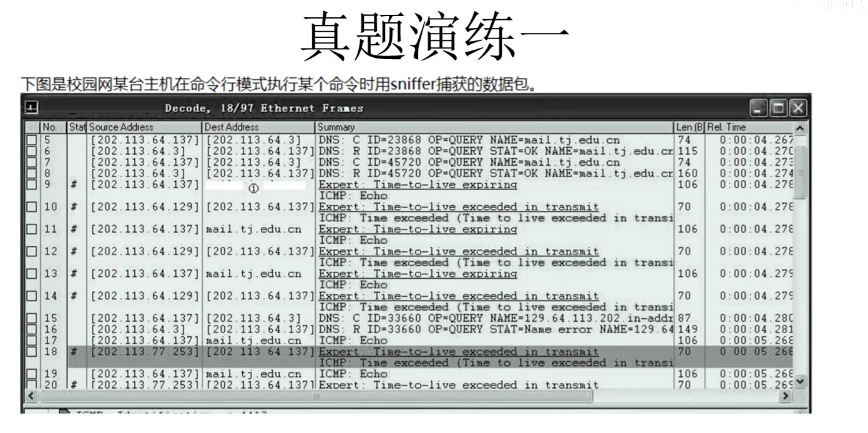 真题演练一
下图是校园网某台主机在命令行模式执行某个命令时用sniffer捕获的数据包。
Decode, 18/97 Ethernet Frames
No. Stat Source Address Dest Address Summary Len (B Rel. Time
5 [202.113.64.137] [202.113.64.3] DNS: C ID=23868 OP=QUERY NAME=mail.tj.edu.cn 74 0:00:04.267
6 [202.113.64.3] [202.113.64.137] DNS: R ID=23868 OP=QUERY STAT=OK NAME=mail.tj.edu.cr 115 0:00:04.270
7 [202.113.64.137] [202.113.64.3] DNS: C ID=45720 OP=QUERY NAME=mail.tj.edu.cn 74 0:00:04.273
8 [202.113.64.3] [202.113.64.137] DNS: R ID=45720 OP=QUERY STAT=OK NAME=mail.tj.edu.cr 160 0:00:04.274
9 # [202.113.64.137] ① Expert: Time-to-live expiring 106 0:00:04.276
ICMP: Echo
10 # [202.113.64.129] [202.113.64.137] Expert: Time-to-live exceeded in transmit 70 0:00:04.276
ICMP: Time exceeded (Time to live exceeded in transi
11 # [202.113.64.137] mail.tj.edu.cn Expert: Time-to-live expiring 106 0:00:04.276
ICMP: Echo
12 # [202.113.64.129] [202.113.64.137] Expert: Time-to-live exceeded in transmit 70 0:00:04.276
ICMP: Time exceeded (Time to live exceeded in transi
13 # [202.113.64.137] mail.tj.edu.cn Expert: Time-to-live expiring 106 0:00:04.279
ICMP: Echo
14 # [202.113.64.129] [202.113.64.137] Expert: Time-to-live exceeded in transmit 70 0:00:04.279
ICMP: Time exceeded (Time to live exceeded in transi
15 [202.113.64.137] [202.113.64.3] DNS: C ID=33660 OP=QUERY NAME=129.64.113.202.in-addr 87 0:00:04.280
16 [202.113.64.3] [202.113.64.137] DNS: R ID=33660 OP=QUERY STAT=Name error NAME=129.64 149 0:00:04.281
17 [202.113.64.137] mail.tj.edu.cn ICMP: Echo 106 0:00:05.268
18 # [202.113.77.253] [202.113.64.137] Expert: Time-to-live exceeded in transmit 70 0:00:05.268
ICMP: Time exceeded (Time to live exceeded in transi
19 [202.113.64.137] mail.tj.edu.cn ICMP: Echo 106 0:00:05.268
20 # [202.113.77.253] [202.113.64.137] Expert: Time-to-live exceeded in transmit 70 0:00:05.269